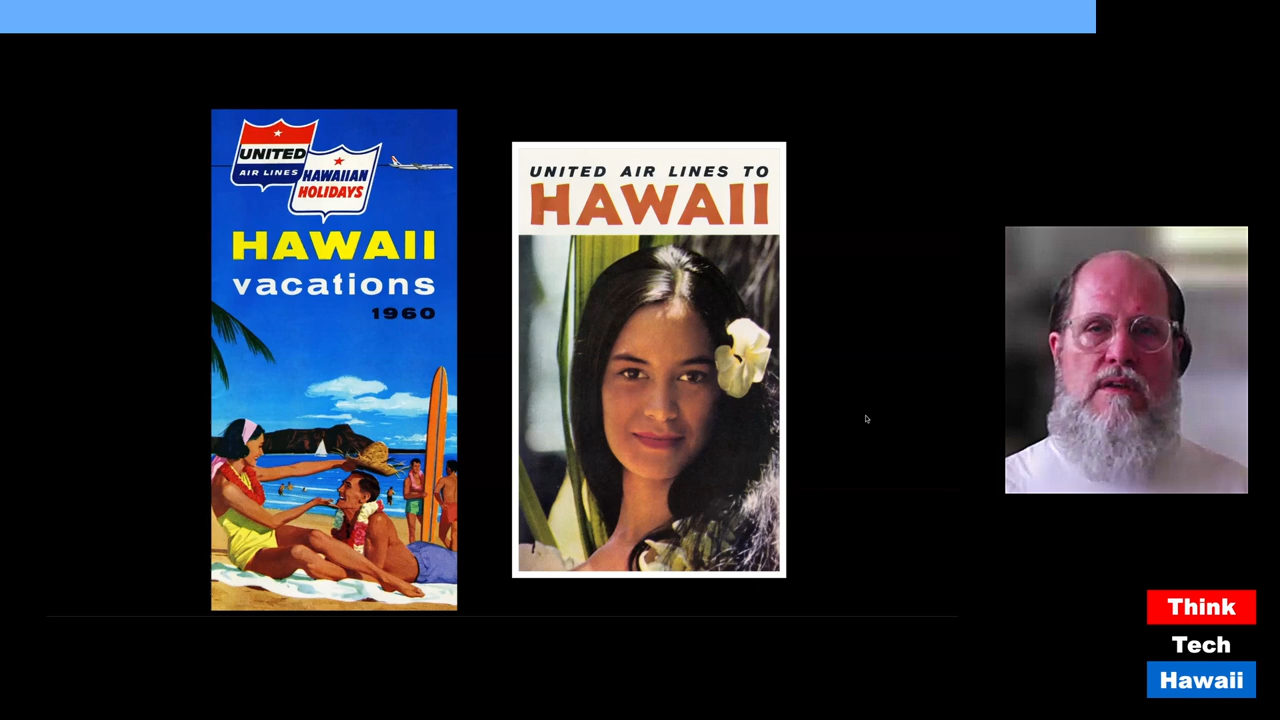 UNITED
AIR LINES
HAWAIIAN
HOLIDAYS
HAWAII
vacations
1960
UNITED AIR LINES TO
HAWAII
Think
Tech
Hawaii